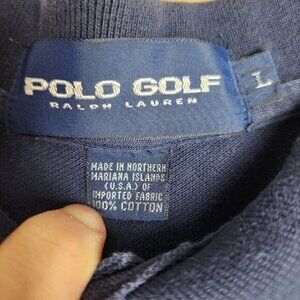 POLO GOLF
RALPH LAUREN
L
MADE IN NORTHERN
MARIANA ISLANDS
(U.S.A.) OF
IMPORTED FABRIC
100% COTTON